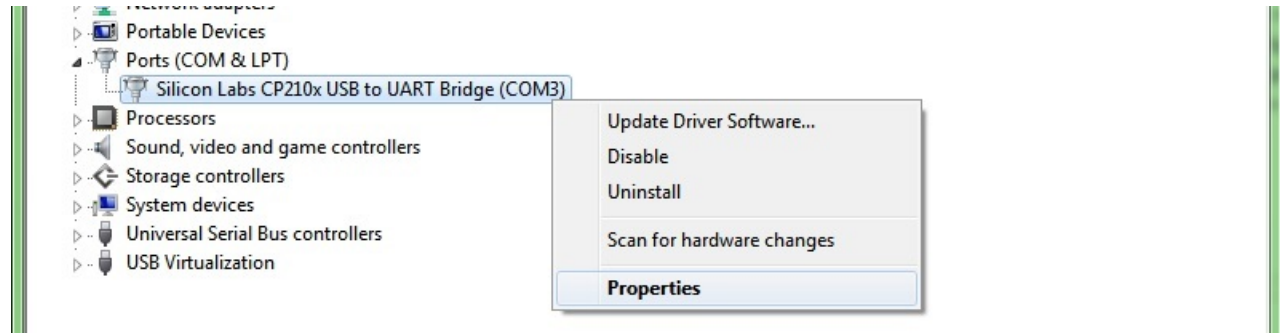 Network adapters
Portable Devices
Ports (COM & LPT)
Silicon Labs CP210x USB to UART Bridge (COM3)
Processors
Sound, video and game controllers
Storage controllers
System devices
Universal Serial Bus controllers
USB Virtualization
Update Driver Software...
Disable
Uninstall
Scan for hardware changes
Properties